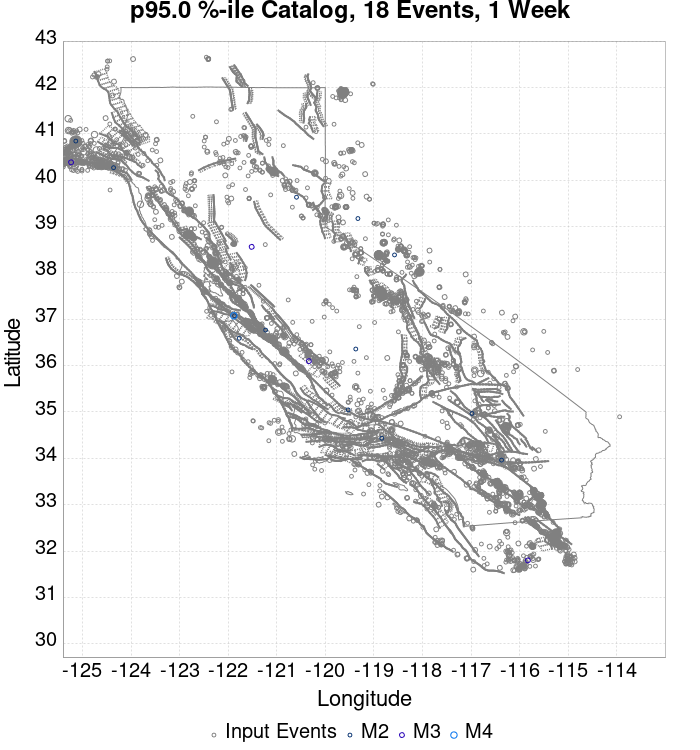 p95.0 %-ile Catalog, 18 Events, 1 Week
43
42
41
40
39
38
37
36
35
34
33
32
31
30
Latitude
-125 -124 -123 -122 -121 -120 -119 -118 -117 -116 -115 -114
Longitude
Input Events M2 M3 M4